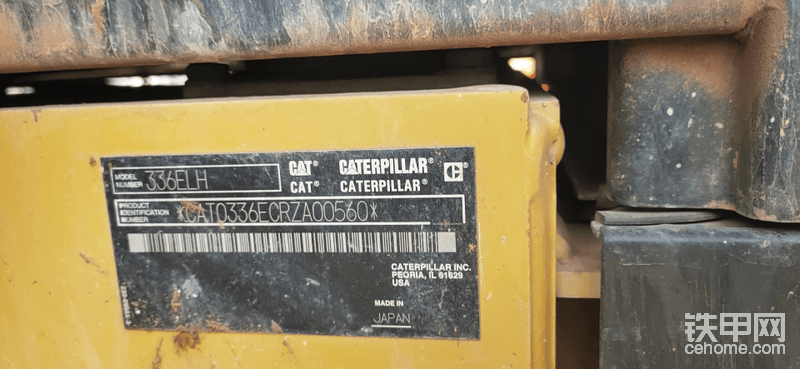 MODEL NUMBER 336ELH
CAT® CATERPILLAR® C
CAT® CATERPILLAR®
PRODUCT IDENTIFICATION NUMBER *CAT0336ECRZA00560*
CATERPILLAR INC.
PEORIA, IL 61629
USA
MADE IN
JAPAN
铁甲网
cehome.com